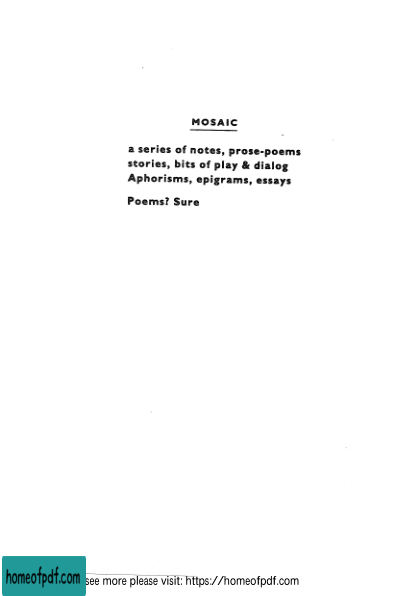 MOSAIC
a series of notes, prose-poems
stories, bits of play & dialog
Aphorisms, epigrams, essays
Poems? Sure
homeofpdf.com
see more please visit: https://homeofpdf.com